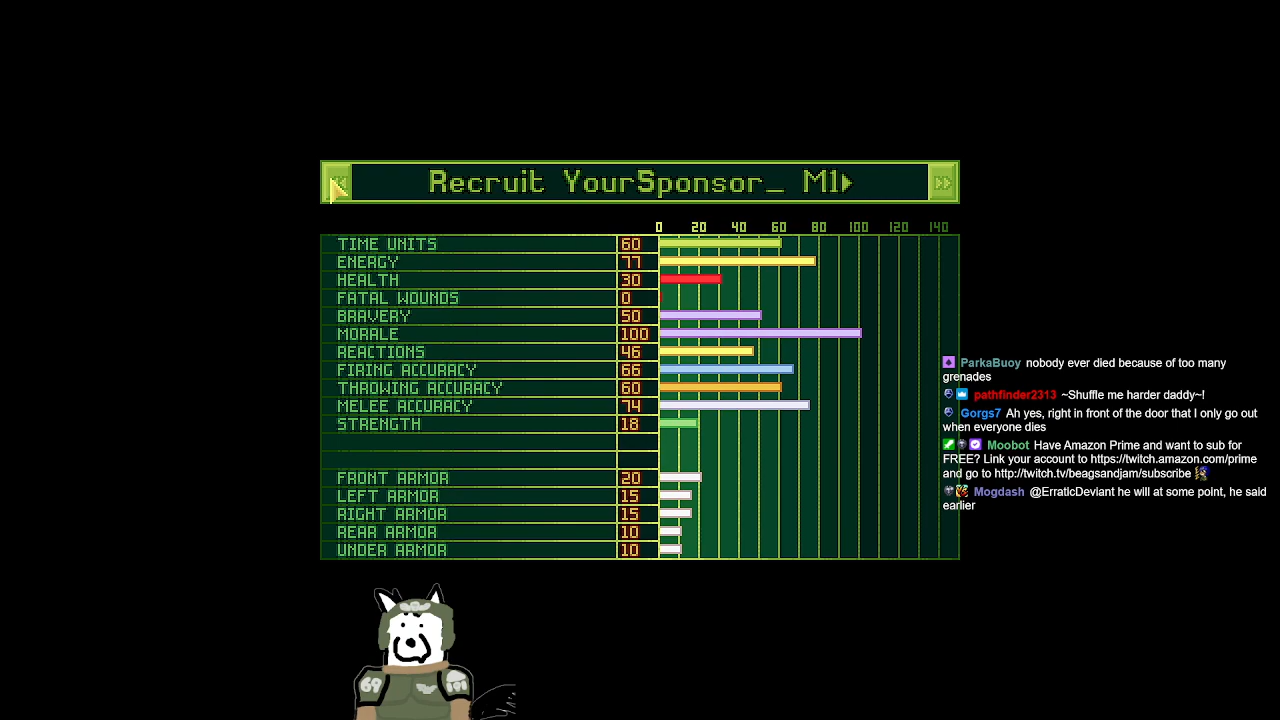 Recruit YourSponsor_ M1
0 20 40 60 80 100 120 140
TIME UNITS 60
ENERGY 77
HEALTH 30
FATAL WOUNDS 0
BRAVERY 50
MORALE 100
REACTIONS 46
FIRING ACCURACY 66
THROWING ACCURACY 60
MELEE ACCURACY 74
STRENGTH 18
FRONT ARMOR 20
LEFT ARMOR 15
RIGHT ARMOR 15
REAR ARMOR 10
UNDER ARMOR 10
ParkaBuoy nobody ever died because of too many
grenades
pathfinder2313 ~Shuffle me harder daddy~!
Gorgs7 Ah yes, right in front of the door that I only go out
when everyone dies
Moobot Have Amazon Prime and want to sub for
FREE? Link your account to https://twitch.amazon.com/prime
and go to http://twitch.tv/beagsandjam/subscribe
Mogdash @ErraticDeviant he will at some point, he said
earlier
69